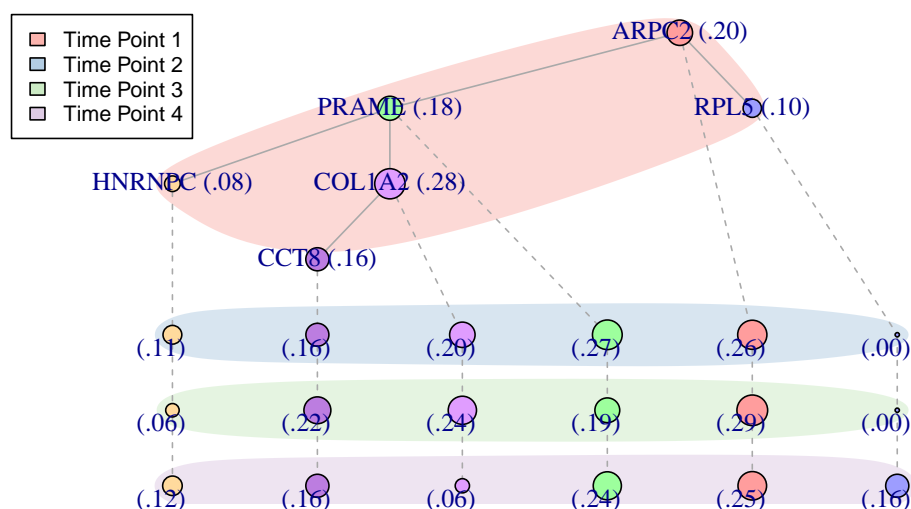 Time Point 1
Time Point 2
Time Point 3
Time Point 4
ARPC2 (.20)
PRAME (.18)
RPL5 (.10)
HNRNPC (.08)
COL1A2 (.28)
CCT8 (.16)
(.11) (.16) (.20) (.27) (.26) (.00)
(.06) (.22) (.24) (.19) (.29) (.00)
(.12) (.16) (.06) (.24) (.25) (.16)